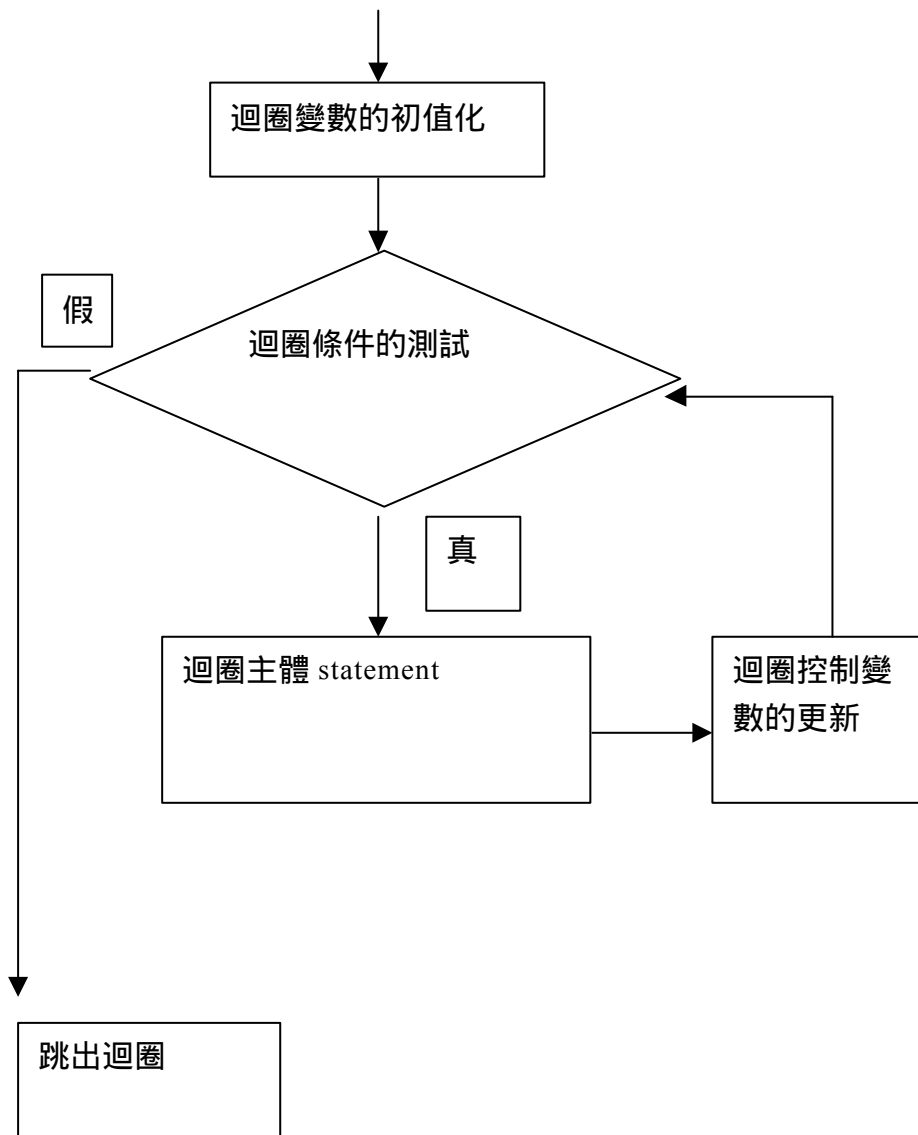 迴圈變數的初值化
假
迴圈條件的測試
真
迴圈主體 statement
迴圈控制變
數的更新
跳出迴圈